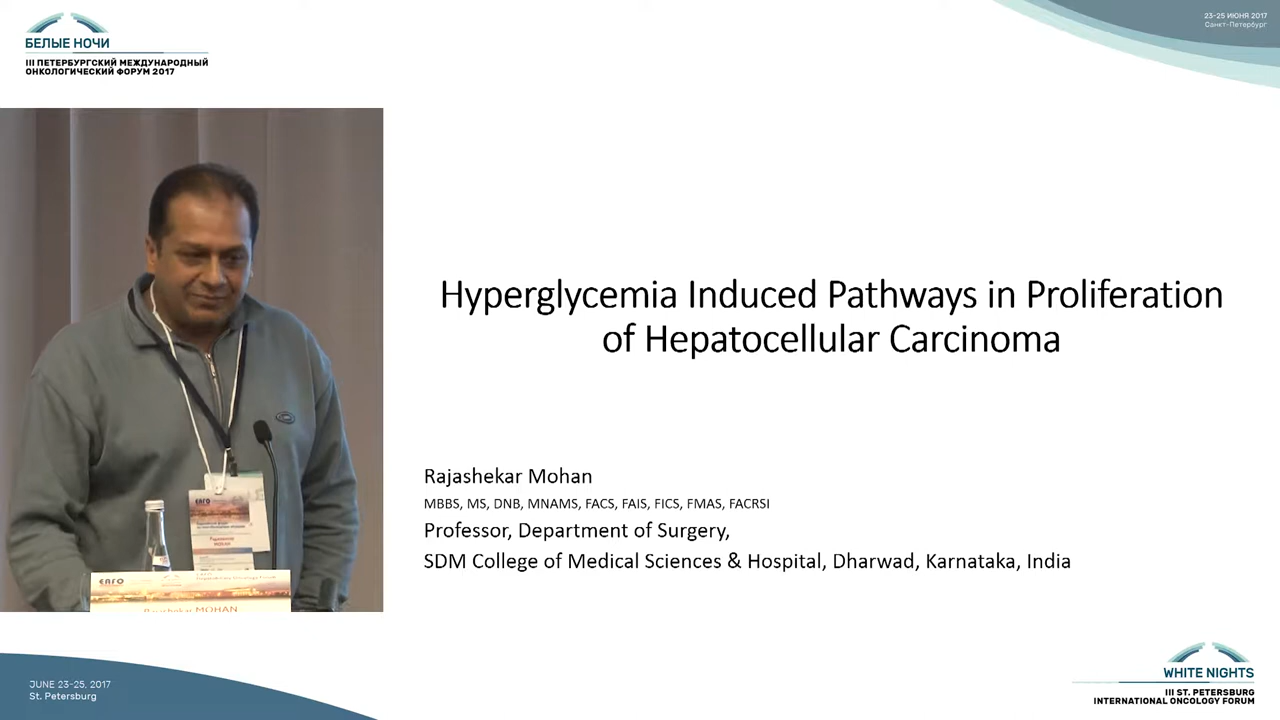 БЕЛЫЕ НОЧИ
III ПЕТЕРБУРГСКИЙ МЕЖДУНАРОДНЫЙ
ОНКОЛОГИЧЕСКИЙ ФОРУМ 2017
23-25 ИЮНЯ 2017
Санкт-Петербург
Hyperglycemia Induced Pathways in Proliferation
of Hepatocellular Carcinoma
Rajashekar Mohan
MBBS, MS, DNB, MNAMS, FACS, FAIS, FICS, FMAS, FACRSI
Professor, Department of Surgery,
SDM College of Medical Sciences & Hospital, Dharwad, Karnataka, India
Rajashekar MOHAN
JUNE 23-25, 2017
St. Petersburg
WHITE NIGHTS
III ST. PETERSBURG
INTERNATIONAL ONCOLOGY FORUM